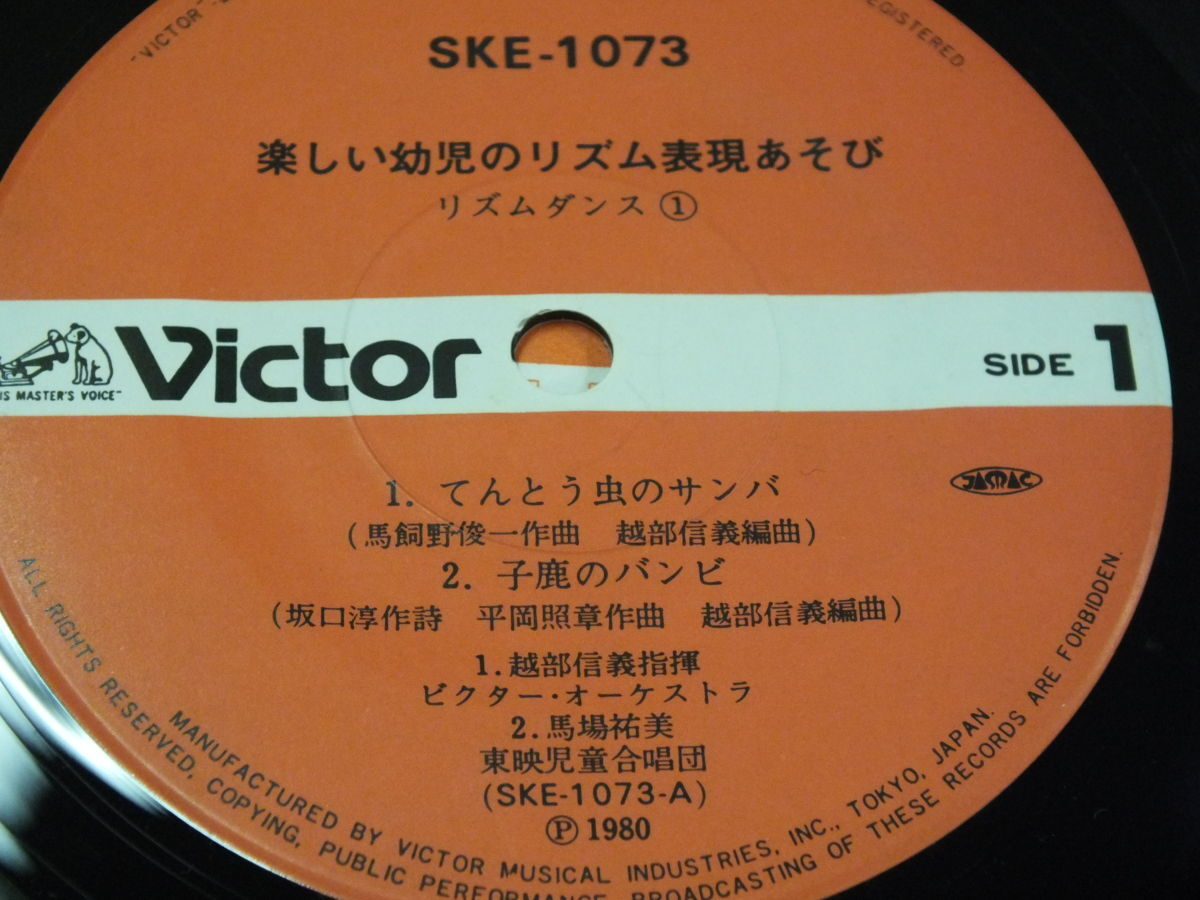 "VICTOR"
REGISTERED
SKE-1073
楽しい幼児のリズム表現あそび
リズムダンス①
HIS MASTER'S VOICE"
Victor
SIDE 1
JASRAC
1. てんとう虫のサンバ
(馬飼野俊一作曲 越部信義編曲)
2. 子鹿のバンビ
(坂口淳作詩 平岡照章作曲 越部信義編曲)
1.越部信義指揮
ビクター・オーケストラ
2.馬場祐美
東映児童合唱団
(SKE-1073-A)
Ⓟ 1980
MANUFACTURED BY VICTOR MUSICAL INDUSTRIES, INC., TOKYO, JAPAN.
ALL RIGHTS RESERVED, COPYING, PUBLIC PERFORMANCE, BROADCASTING OF THESE RECORDS ARE FORBIDDEN.